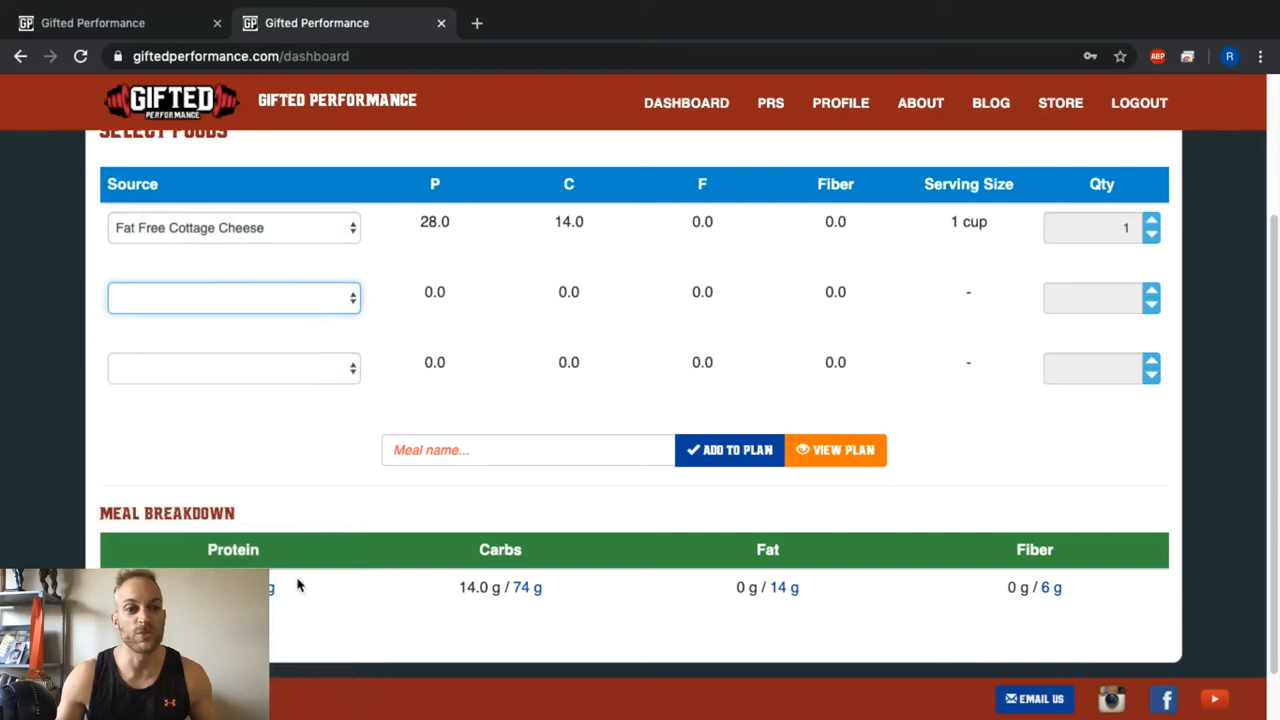 Gifted Performance
Gifted Performance
giftedperformance.com/dashboard
ABP
R
GIFTED PERFORMANCE
GIFTED PERFORMANCE
DASHBOARD PRS PROFILE ABOUT BLOG STORE LOGOUT
SELECT FOODS
Source P C F Fiber Serving Size Qty
Fat Free Cottage Cheese 28.0 14.0 0.0 0.0 1 cup 1
0.0 0.0 0.0 0.0 -
0.0 0.0 0.0 0.0 -
Meal name... ADD TO PLAN VIEW PLAN
MEAL BREAKDOWN
Protein Carbs Fat Fiber
g 14.0 g / 74 g 0 g / 14 g 0 g / 6 g
EMAIL US